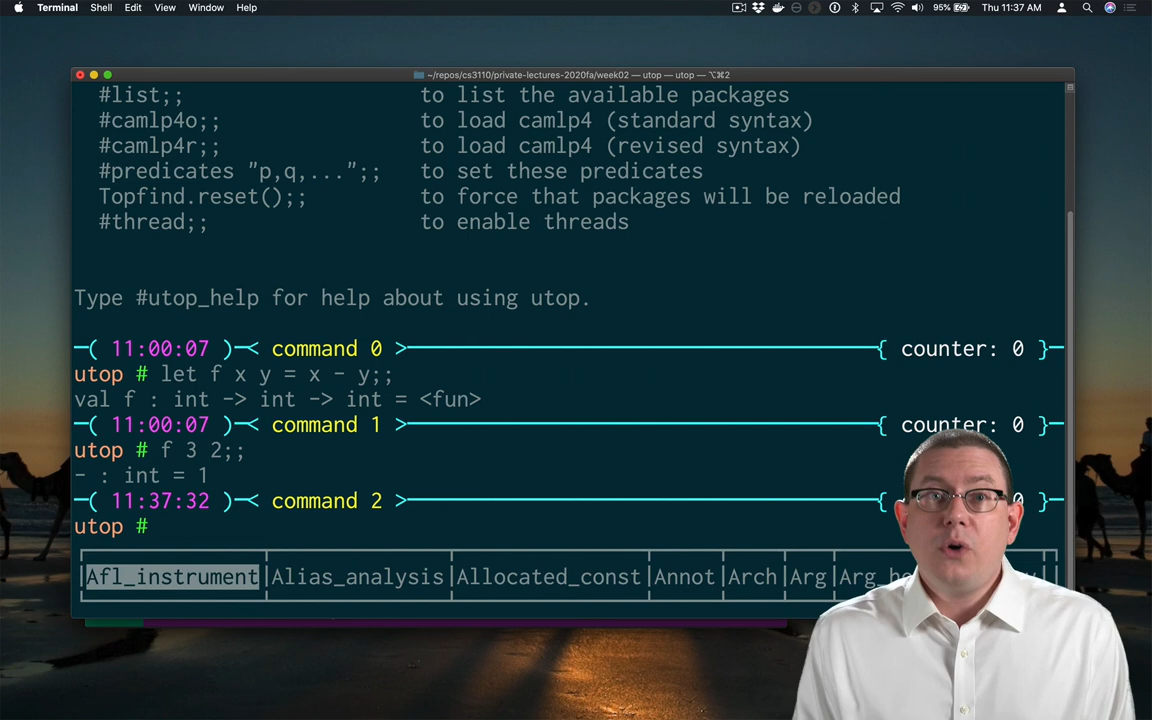 Terminal Shell Edit View Window Help 95% Thu 11:37 AM
~/repos/cs3110/private-lectures-2020fa/week02 — utop — utop — ⌥⌘2
#list;; to list the available packages
#camlp4o;; to load camlp4 (standard syntax)
#camlp4r;; to load camlp4 (revised syntax)
#predicates "p,q,...";; to set these predicates
Topfind.reset();; to force that packages will be reloaded
#thread;; to enable threads
Type #utop_help for help about using utop.
─( 11:00:07 )─< command 0 >─{ counter: 0 }─
utop # let f x y = x - y;;
val f : int -> int -> int = <fun>
─( 11:00:07 )─< command 1 >─{ counter: 0 }─
utop # f 3 2;;
- : int = 1
─( 11:37:32 )─< command 2 >─{ 0 }─
utop #
Afl_instrument|Alias_analysis|Allocated_const|Annot|Arch|Arg|